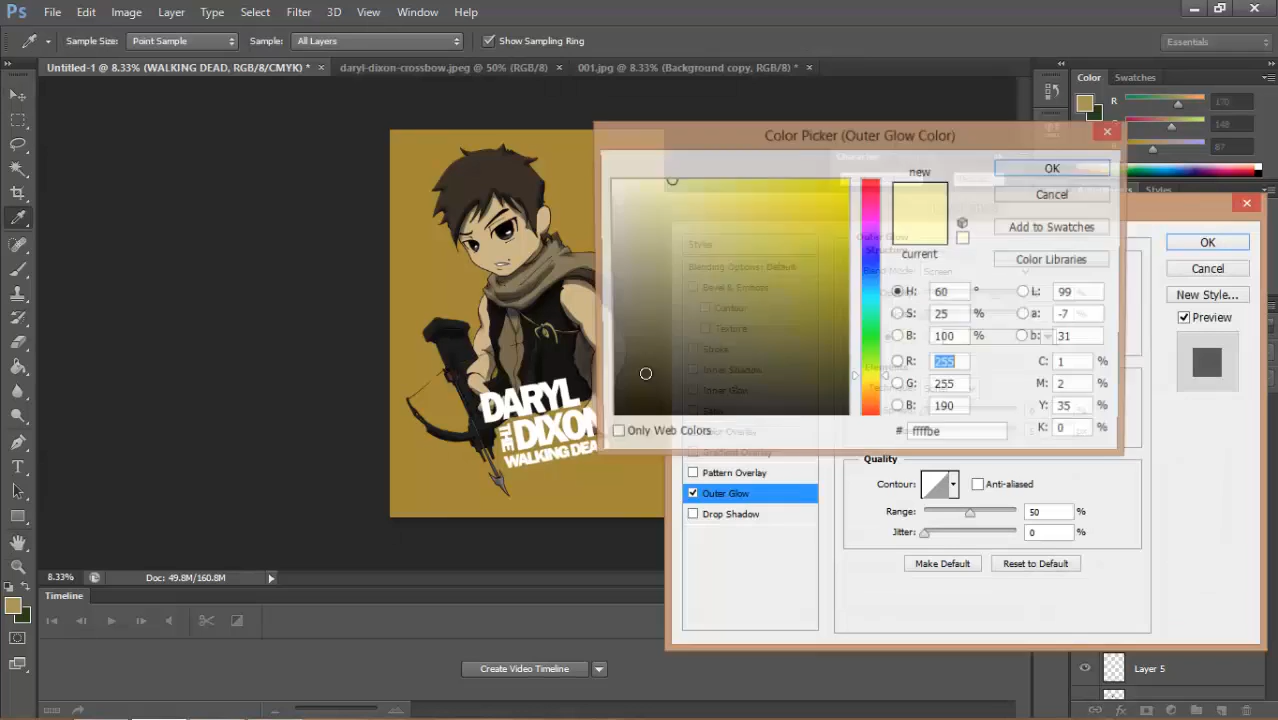 Ps File Edit Image Layer Type Select Filter 3D View Window Help
Sample Size: Point Sample Sample: All Layers Show Sampling Ring Essentials
Untitled-1 @ 8.33% (WALKING DEAD, RGB/8/CMYK) * × daryl-dixon-crossbow.jpeg @ 50% (RGB/8) × 001.jpg @ 8.33% (Background copy, RGB/8) * ×
Color Swatches
R 170
G 148
B 87
Styles
Color Picker (Outer Glow Color)
new
current
OK
Cancel
Add to Swatches
Color Libraries
H: 60 ° L: 99
S: 25 % a: -7
B: 100 % b: 31
R: 255 C: 1 %
G: 255 M: 2 %
B: 190 Y: 35 %
# ffffbe K: 0 %
Only Web Colors
Character
Styles
Blending Options: Default
Bevel & Emboss
Contour
Texture
Stroke
Inner Shadow
Inner Glow
Satin
Color Overlay
Gradient Overlay
Pattern Overlay
Outer Glow
Drop Shadow
Outer Glow
Structure
Blend Mode: Screen
Elements
Quality
Contour: Anti-aliased
Range: 50 %
Jitter: 0 %
Make Default Reset to Default
OK
Cancel
New Style...
Preview
DARYL
THE DIXON
WALKING DEAD
8.33% Doc: 49.8M/160.8M
Timeline
Create Video Timeline
Layer 5
fx